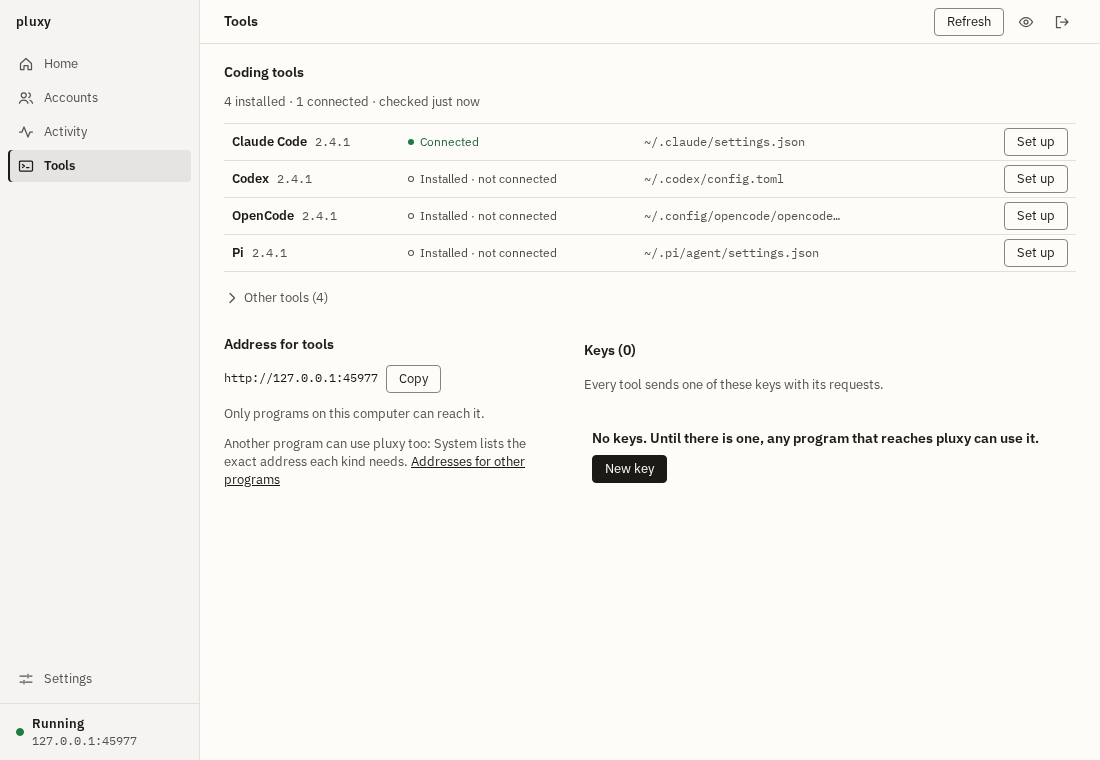 pluxy
Home
Accounts
Activity
Tools
Settings
Running
127.0.0.1:45977
Tools
Refresh
Coding tools
4 installed · 1 connected · checked just now
Claude Code 2.4.1 Connected ~/.claude/settings.json Set up
Codex 2.4.1 Installed · not connected ~/.codex/config.toml Set up
OpenCode 2.4.1 Installed · not connected ~/.config/opencode/opencode… Set up
Pi 2.4.1 Installed · not connected ~/.pi/agent/settings.json Set up
Other tools (4)
Address for tools
http://127.0.0.1:45977 Copy
Only programs on this computer can reach it.
Another program can use pluxy too: System lists the
exact address each kind needs. Addresses for other
programs
Keys (0)
Every tool sends one of these keys with its requests.
No keys. Until there is one, any program that reaches pluxy can use it.
New key